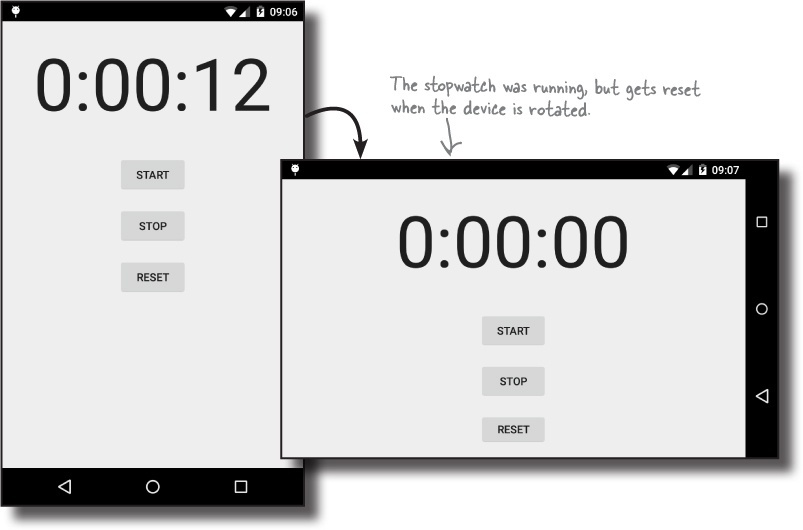 09:06
0:00:12
START
STOP
RESET
The stopwatch was running, but gets reset
when the device is rotated.
09:07
0:00:00
START
STOP
RESET